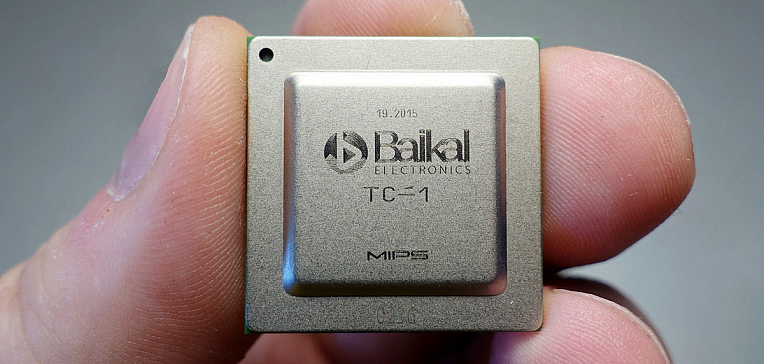 19.2015
Baikal
ELECTRONICS
TC-1
MIPS